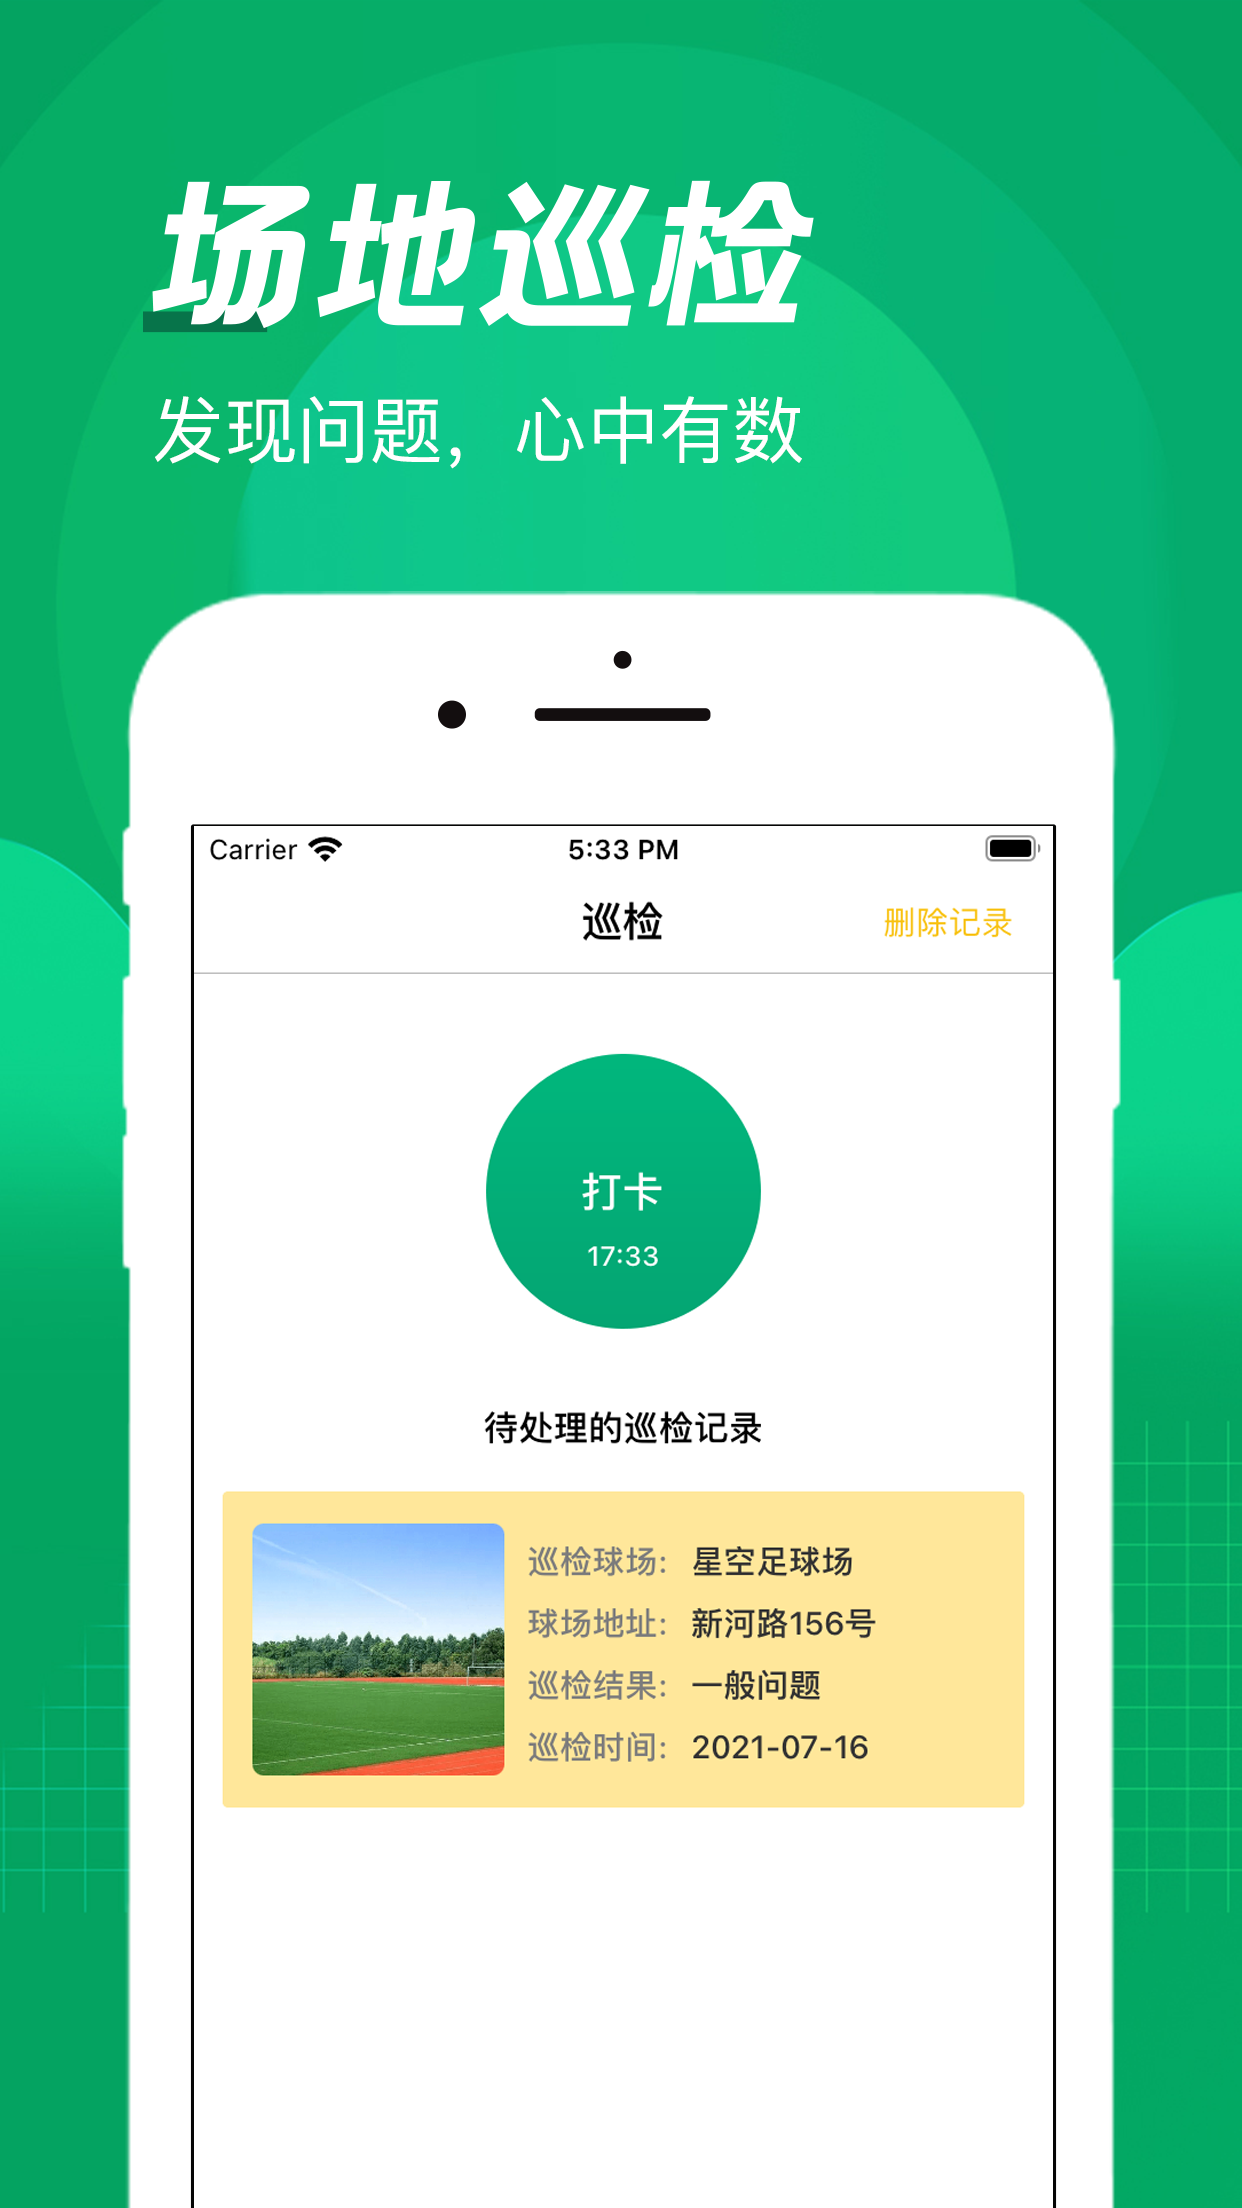 场地巡检
发现问题，心中有数
Carrier 5:33 PM
巡检 删除记录
打卡
17:33
待处理的巡检记录
巡检球场: 星空足球场
球场地址: 新河路156号
巡检结果: 一般问题
巡检时间: 2021-07-16